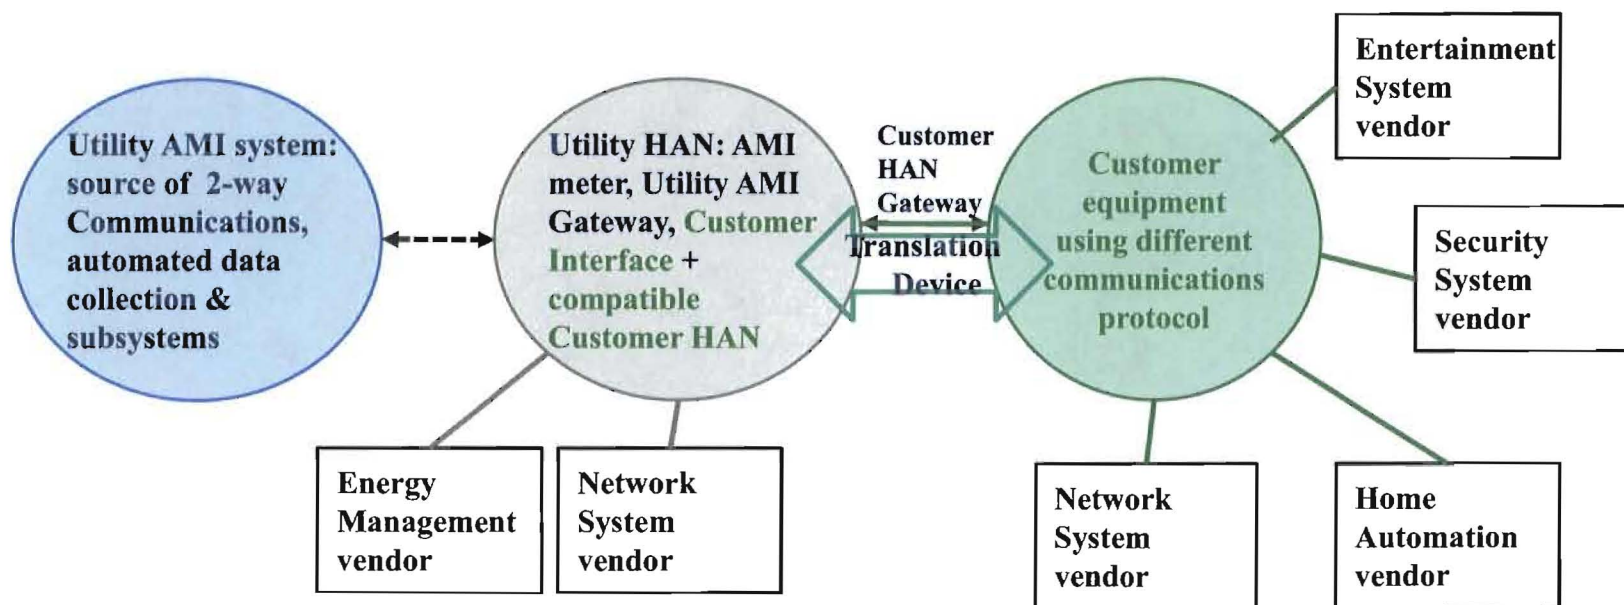 Utility AMI system:
source of 2-way
Communications,
automated data
collection &
subsystems
Utility HAN: AMI
meter, Utility AMI
Gateway, Customer
Interface +
compatible
Customer HAN
Customer
HAN
Gateway
Translation
Device
Customer
equipment
using different
communications
protocol
Entertainment
System
vendor
Security
System
vendor
Energy
Management
vendor
Network
System
vendor
Network
System
vendor
Home
Automation
vendor